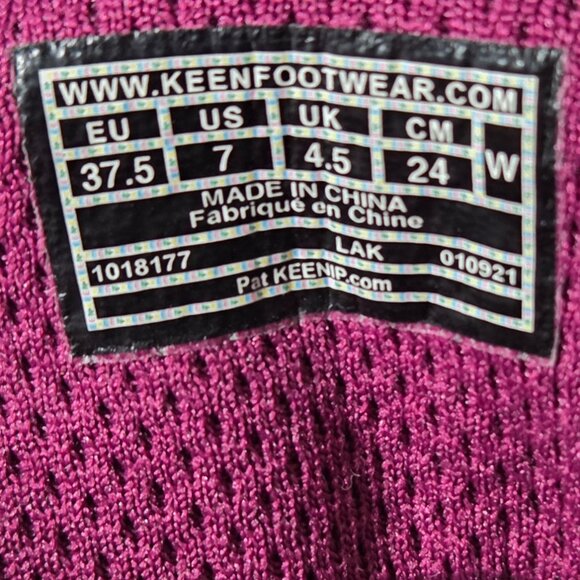 WWW.KEENFOOTWEAR.COM
EU US UK CM W
37.5 7 4.5 24
MADE IN CHINA
Fabriqué en Chine
1018177 LAK 010921
Pat KEENIP.com